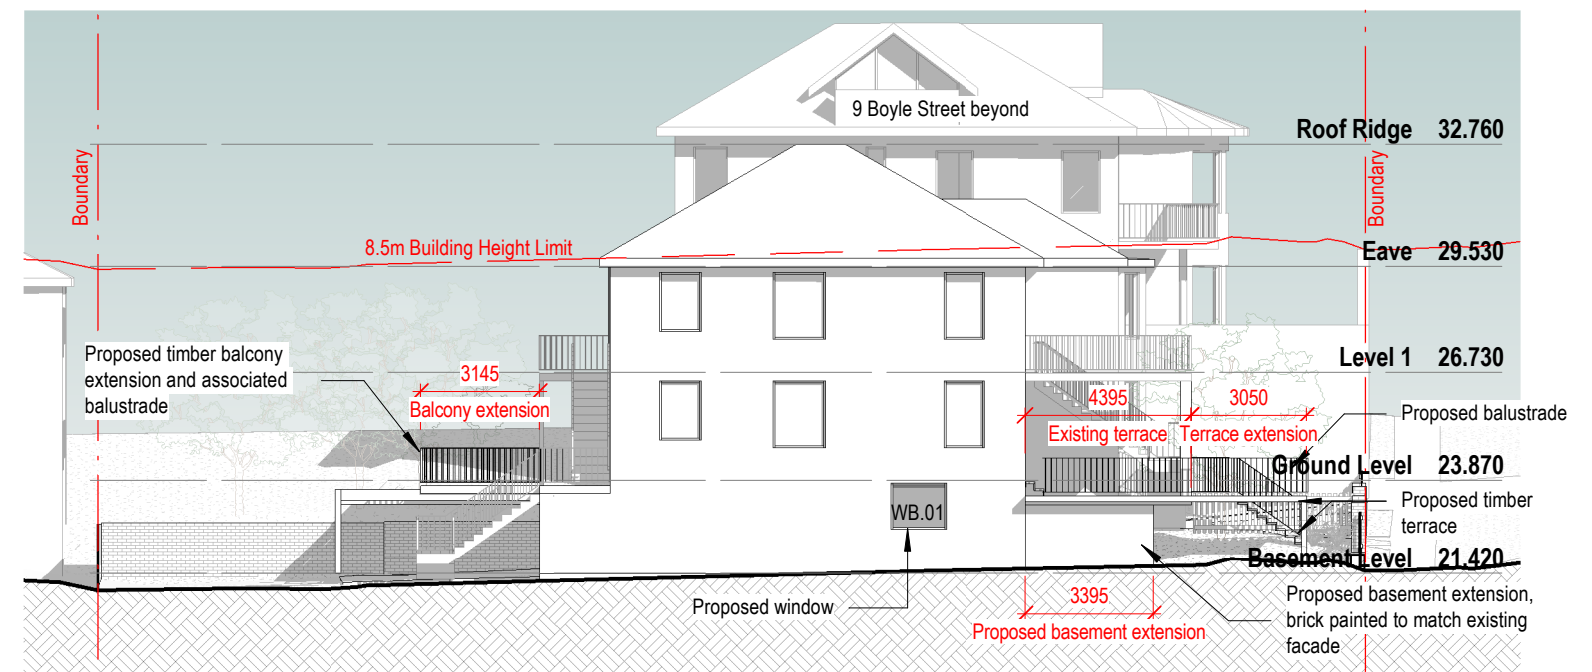 9 Boyle Street beyond
Roof Ridge 32.760
Boundary
Boundary
8.5m Building Height Limit
Eave 29.530
Proposed timber balcony
extension and associated
balustrade
3145
Balcony extension
Level 1 26.730
4395
3050
Existing terrace
Terrace extension
Proposed balustrade
Ground Level 23.870
WB.01
Proposed timber
terrace
Basement Level 21.420
Proposed window
3395
Proposed basement extension
Proposed basement extension,
brick painted to match existing
facade